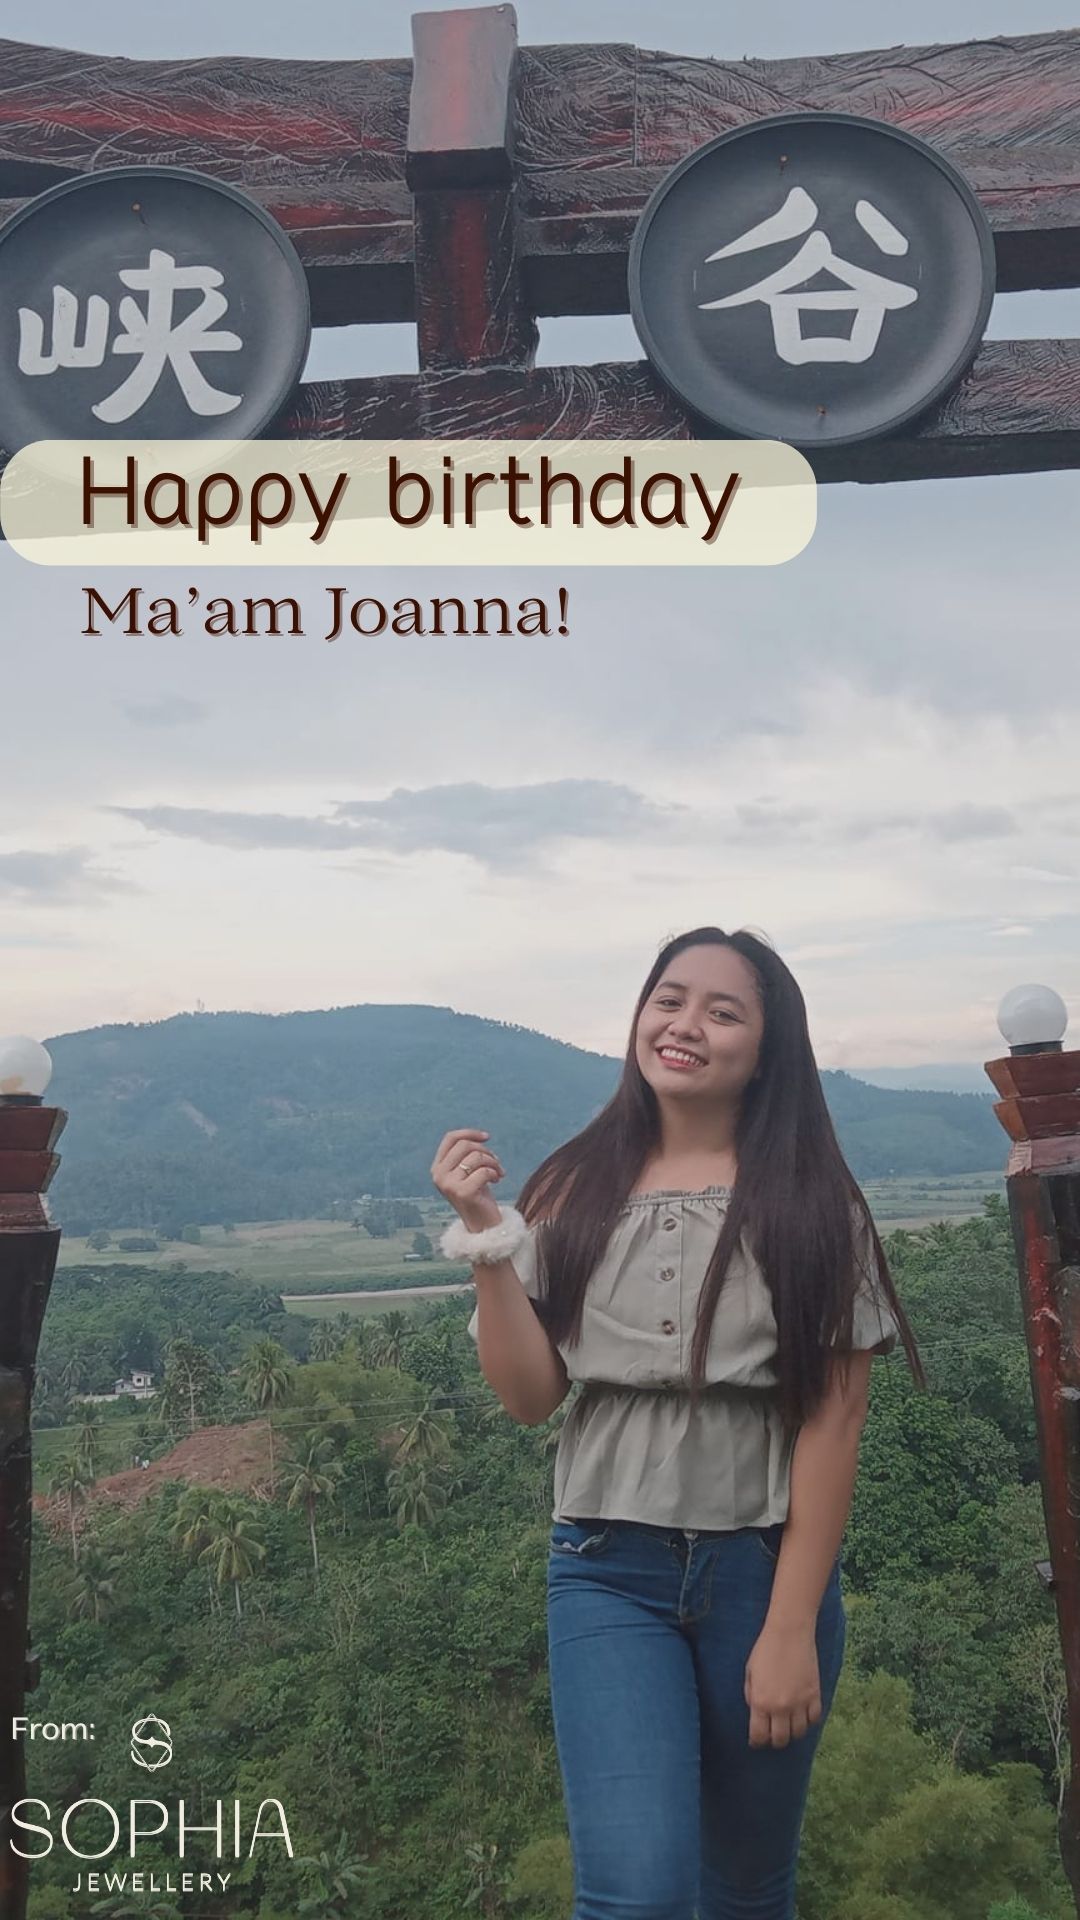 峡 谷
Happy birthday
Ma’am Joanna!
From:
SOPHIA
JEWELLERY